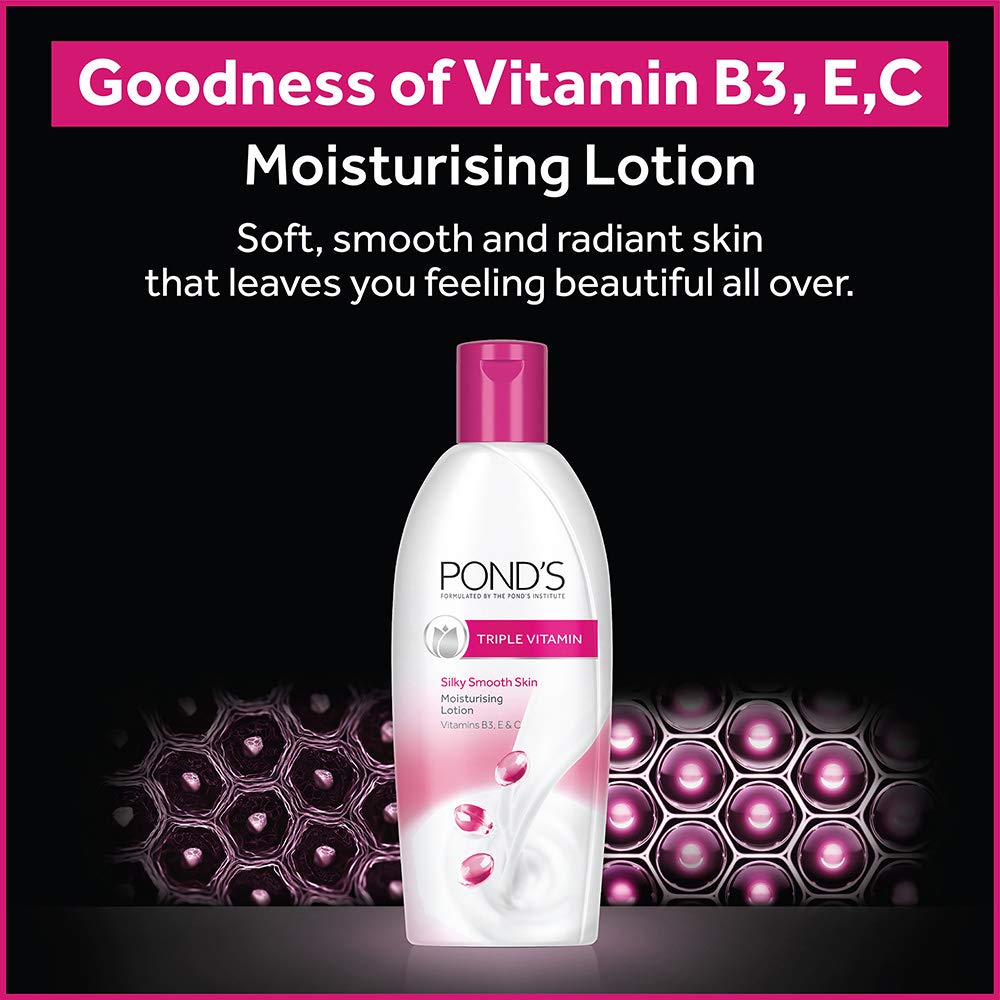 Goodness of Vitamin B3, E,C
Moisturising Lotion
Soft, smooth and radiant skin
that leaves you feeling beautiful all over.
POND'S
FORMULATED BY THE POND'S INSTITUTE
TRIPLE VITAMIN
Silky Smooth Skin
Moisturising
Lotion
Vitamins B3, E & C